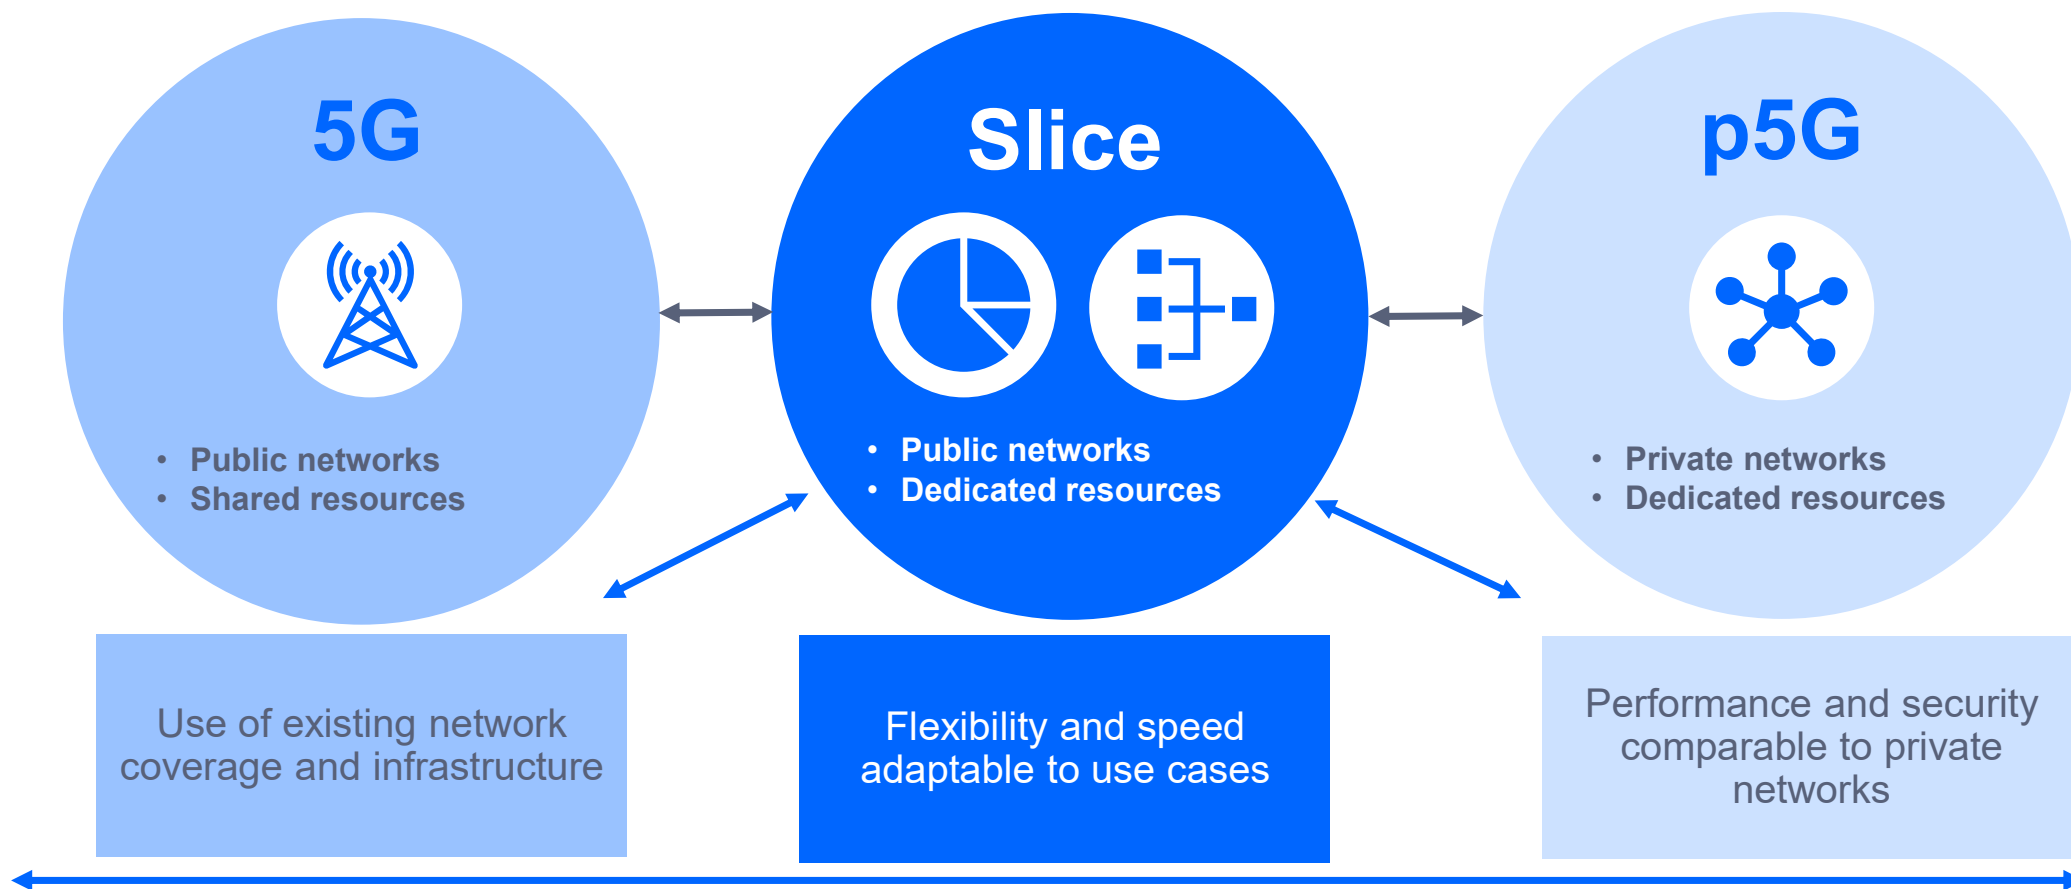 5G
• Public networks
• Shared resources
Slice
• Public networks
• Dedicated resources
p5G
• Private networks
• Dedicated resources
Use of existing network
coverage and infrastructure
Flexibility and speed
adaptable to use cases
Performance and security
comparable to private
networks